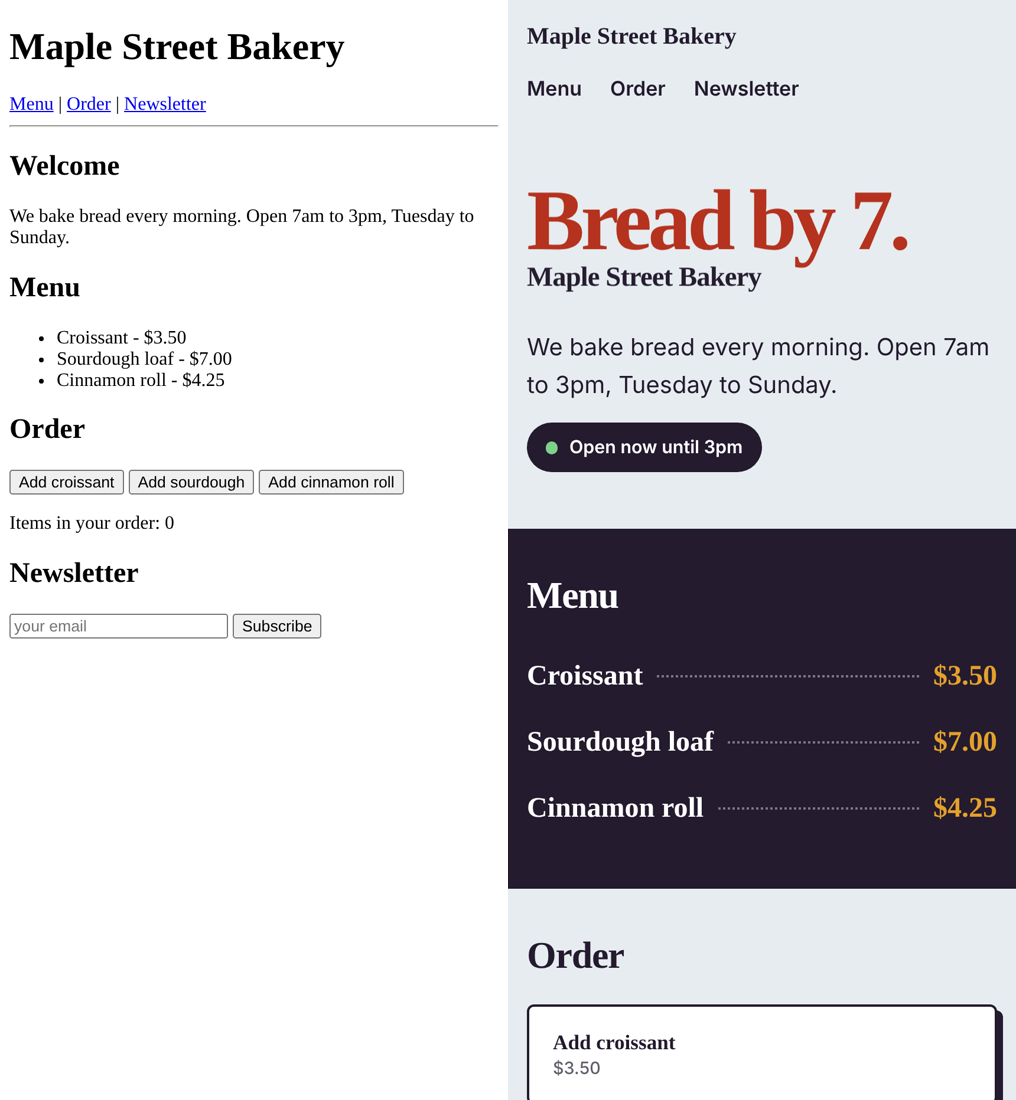 Maple Street Bakery
Menu | Order | Newsletter
Welcome
We bake bread every morning. Open 7am to 3pm, Tuesday to
Sunday.
Menu
Croissant - $3.50
Sourdough loaf - $7.00
Cinnamon roll - $4.25
Order
Add croissant Add sourdough Add cinnamon roll
Items in your order: 0
Newsletter
your email Subscribe
Maple Street Bakery
Menu Order Newsletter
Bread by 7.
Maple Street Bakery
We bake bread every morning. Open 7am
to 3pm, Tuesday to Sunday.
Open now until 3pm
Menu
Croissant $3.50
Sourdough loaf $7.00
Cinnamon roll $4.25
Order
Add croissant
$3.50